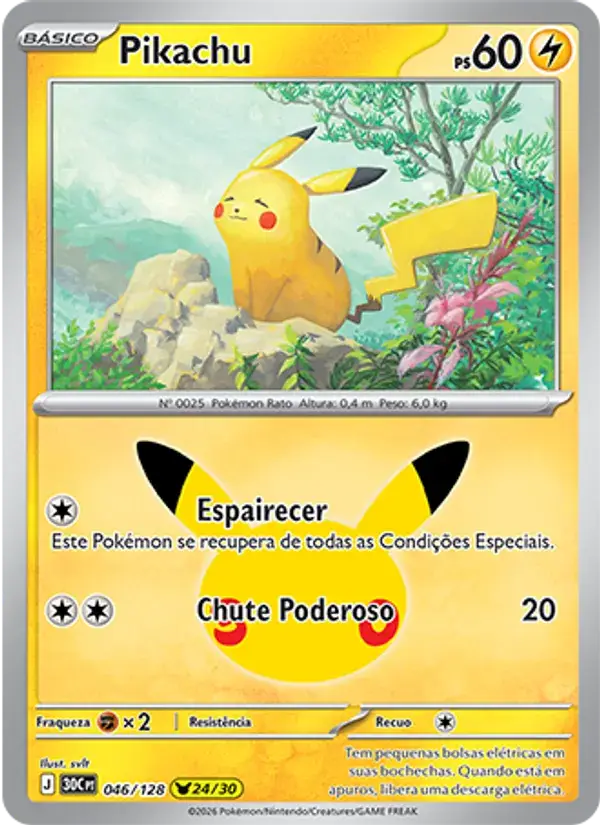 BÁSICO
Pikachu
PS60
Nº 0025 Pokémon Rato Altura: 0,4 m Peso: 6,0 kg
Espairecer
Este Pokémon se recupera de todas as Condições Especiais.
Chute Poderoso 20
Fraqueza ×2 Resistência Recuo
Ilust. svlt
Tem pequenas bolsas elétricas em
suas bochechas. Quando está em
apuros, libera uma descarga elétrica.
J 30C PT 046/128 24/30
©2026 Pokémon/Nintendo/Creatures/GAME FREAK